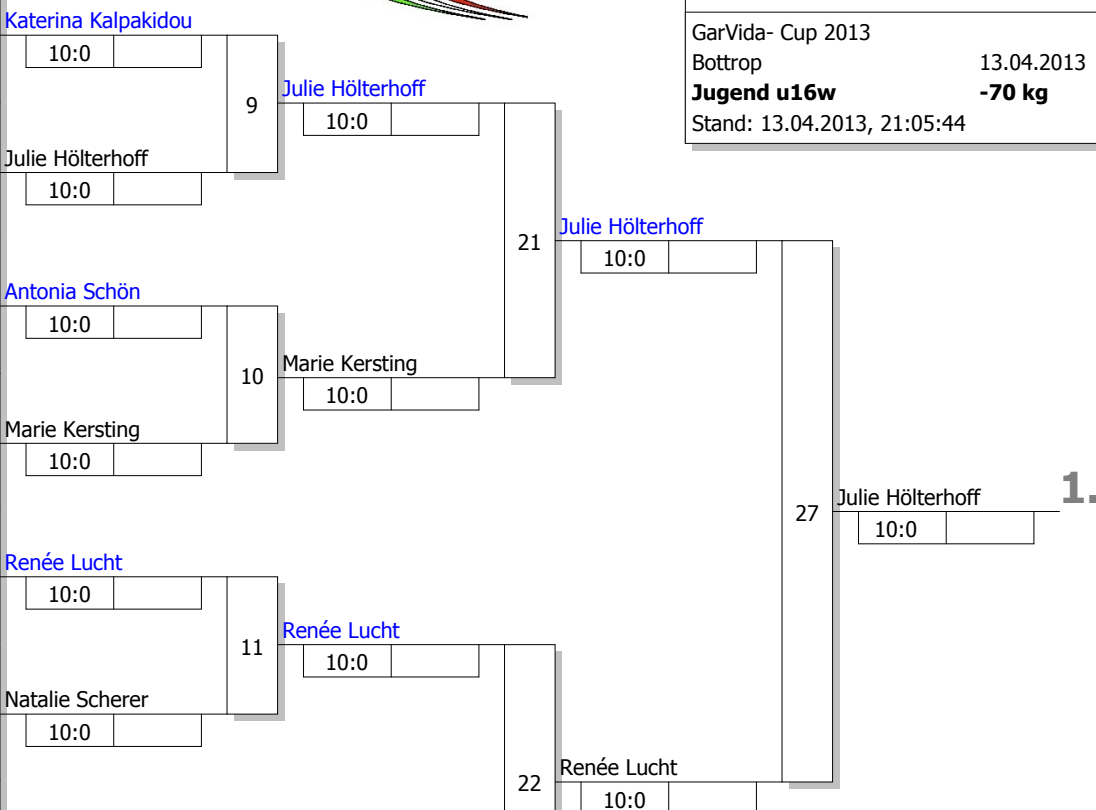 Katerina Kalpakidou
10:0
9
Julie Hölterhoff
10:0
Julie Hölterhoff
10:0
21
Julie Hölterhoff
10:0
Antonia Schön
10:0
10
Marie Kersting
10:0
Marie Kersting
10:0
27
Julie Hölterhoff
10:0
1.
Renée Lucht
10:0
11
Renée Lucht
10:0
Natalie Scherer
10:0
22
Renée Lucht
10:0
GarVida- Cup 2013
Bottrop 13.04.2013
Jugend u16w -70 kg
Stand: 13.04.2013, 21:05:44